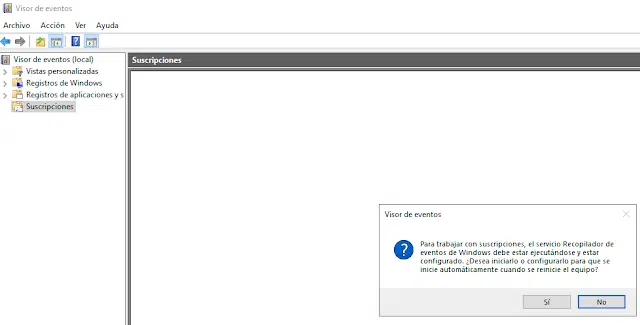 Visor de eventos
Archivo Acción Ver Ayuda
Visor de eventos (local)
Vistas personalizadas
Registros de Windows
Registros de aplicaciones y s
Suscripciones
Suscripciones
Visor de eventos
Para trabajar con suscripciones, el servicio Recopilador de
eventos de Windows debe estar ejecutándose y estar
configurado. ¿Desea iniciarlo o configurarlo para que se
inicie automáticamente cuando se reinicie el equipo?
Sí
No